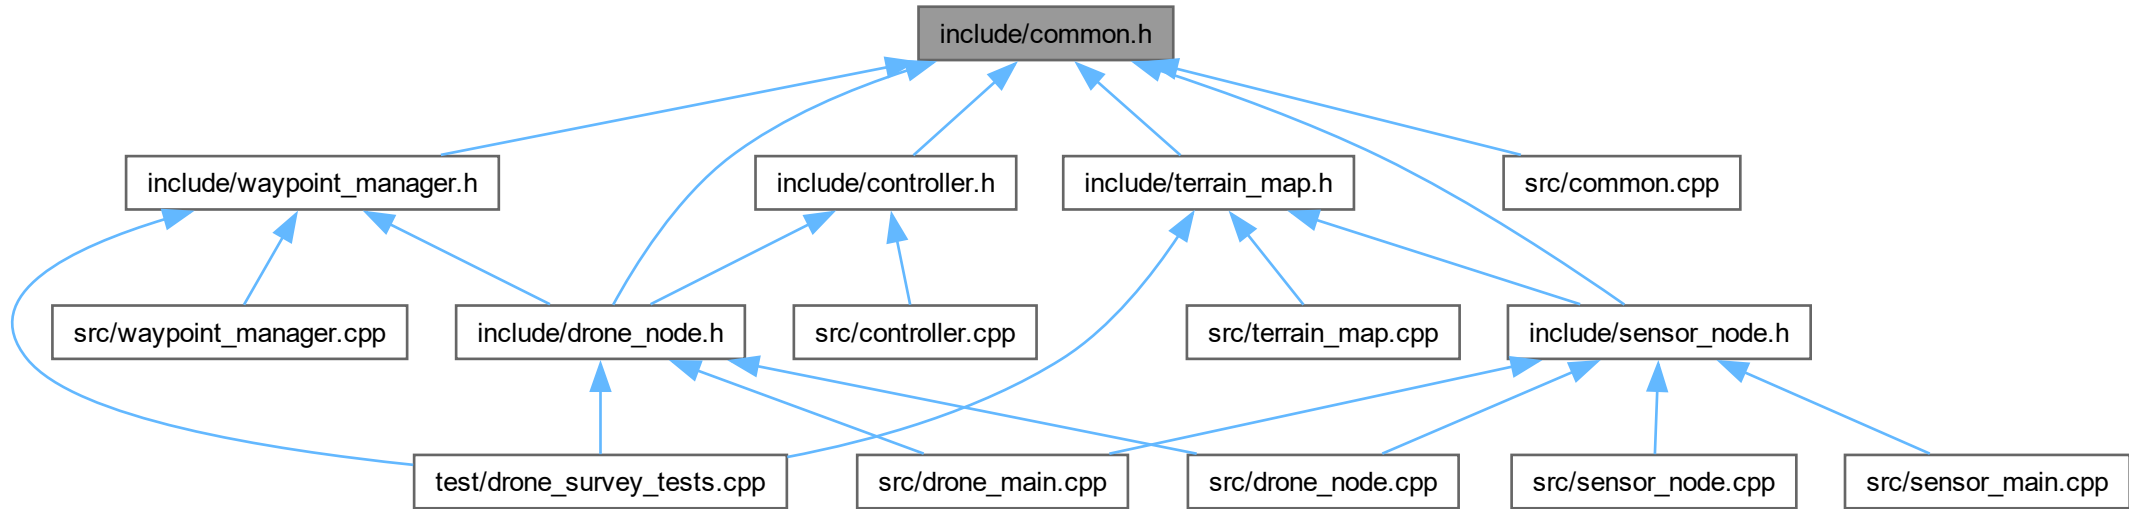 include/common.h
include/waypoint_manager.h
include/controller.h
include/terrain_map.h
src/common.cpp
src/waypoint_manager.cpp
include/drone_node.h
src/controller.cpp
src/terrain_map.cpp
include/sensor_node.h
test/drone_survey_tests.cpp
src/drone_main.cpp
src/drone_node.cpp
src/sensor_node.cpp
src/sensor_main.cpp